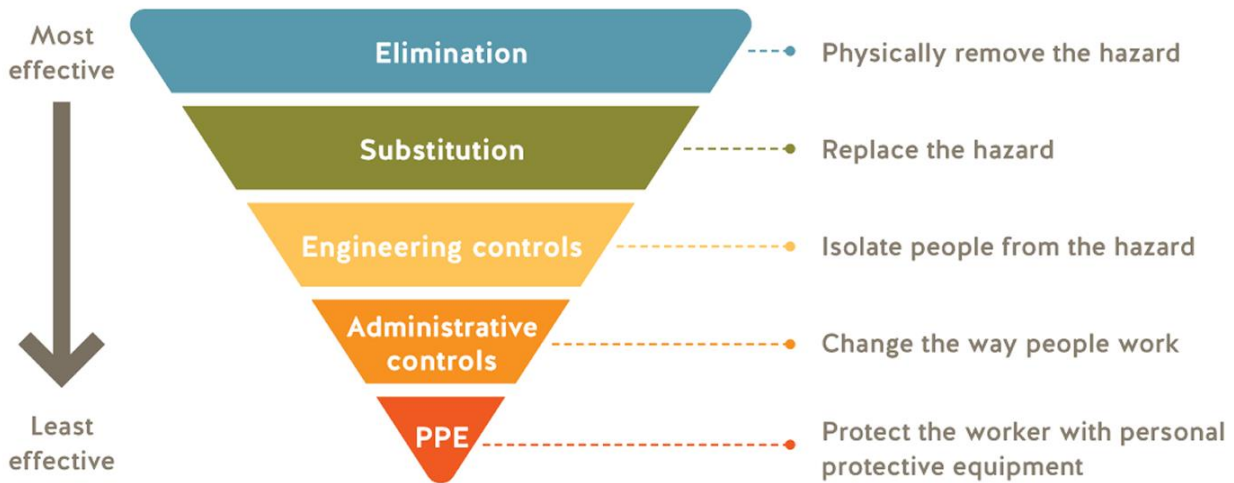 Most
effective
Elimination
Physically remove the hazard
Substitution
Replace the hazard
Engineering controls
Isolate people from the hazard
Administrative
controls
Change the way people work
Least
effective
PPE
Protect the worker with personal
protective equipment